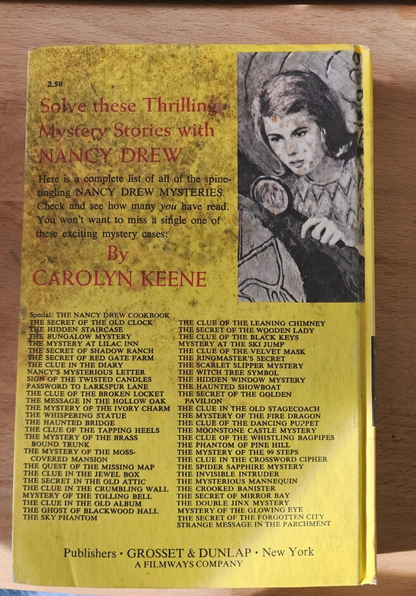 2.50
Solve these Thrilling
Mystery Stories with
NANCY DREW
Here is a complete list of all of the spine-
tingling NANCY DREW MYSTERIES.
Check and see how many you have read.
You won't want to miss a single one of
these exciting mystery cases:
By
CAROLYN KEENE
Special: THE NANCY DREW COOKBOOK
THE SECRET OF THE OLD CLOCK
THE HIDDEN STAIRCASE
THE BUNGALOW MYSTERY
THE MYSTERY AT LILAC INN
THE SECRET OF SHADOW RANCH
THE SECRET OF RED GATE FARM
THE CLUE IN THE DIARY
NANCY'S MYSTERIOUS LETTER
SIGN OF THE TWISTED CANDLES
PASSWORD TO LARKSPUR LANE
THE CLUE OF THE BROKEN LOCKET
THE MESSAGE IN THE HOLLOW OAK
THE MYSTERY OF THE IVORY CHARM
THE WHISPERING STATUE
THE HAUNTED BRIDGE
THE CLUE OF THE TAPPING HEELS
THE MYSTERY OF THE BRASS
BOUND TRUNK
THE MYSTERY OF THE MOSS-
COVERED MANSION
THE QUEST OF THE MISSING MAP
THE CLUE IN THE JEWEL BOX
THE SECRET IN THE OLD ATTIC
THE CLUE IN THE CRUMBLING WALL
MYSTERY OF THE TOLLING BELL
THE CLUE IN THE OLD ALBUM
THE GHOST OF BLACKWOOD HALL
THE SKY PHANTOM
THE CLUE OF THE LEANING CHIMNEY
THE SECRET OF THE WOODEN LADY
THE CLUE OF THE BLACK KEYS
MYSTERY AT THE SKI JUMP
THE CLUE OF THE VELVET MASK
THE RINGMASTER'S SECRET
THE SCARLET SLIPPER MYSTERY
THE WITCH TREE SYMBOL
THE HIDDEN WINDOW MYSTERY
THE HAUNTED SHOWBOAT
THE SECRET OF THE GOLDEN
PAVILION
THE CLUE IN THE OLD STAGECOACH
THE MYSTERY OF THE FIRE DRAGON
THE CLUE OF THE DANCING PUPPET
THE MOONSTONE CASTLE MYSTERY
THE CLUE OF THE WHISTLING BAGPIPES
THE PHANTOM OF PINE HILL
THE MYSTERY OF THE 99 STEPS
THE CLUE IN THE CROSSWORD CIPHER
THE SPIDER SAPPHIRE MYSTERY
THE INVISIBLE INTRUDER
THE MYSTERIOUS MANNEQUIN
THE CROOKED BANISTER
THE SECRET OF MIRROR BAY
THE DOUBLE JINX MYSTERY
MYSTERY OF THE GLOWING EYE
THE SECRET OF THE FORGOTTEN CITY
STRANGE MESSAGE IN THE PARCHMENT
Publishers • GROSSET & DUNLAP • New York
A FILMWAYS COMPANY